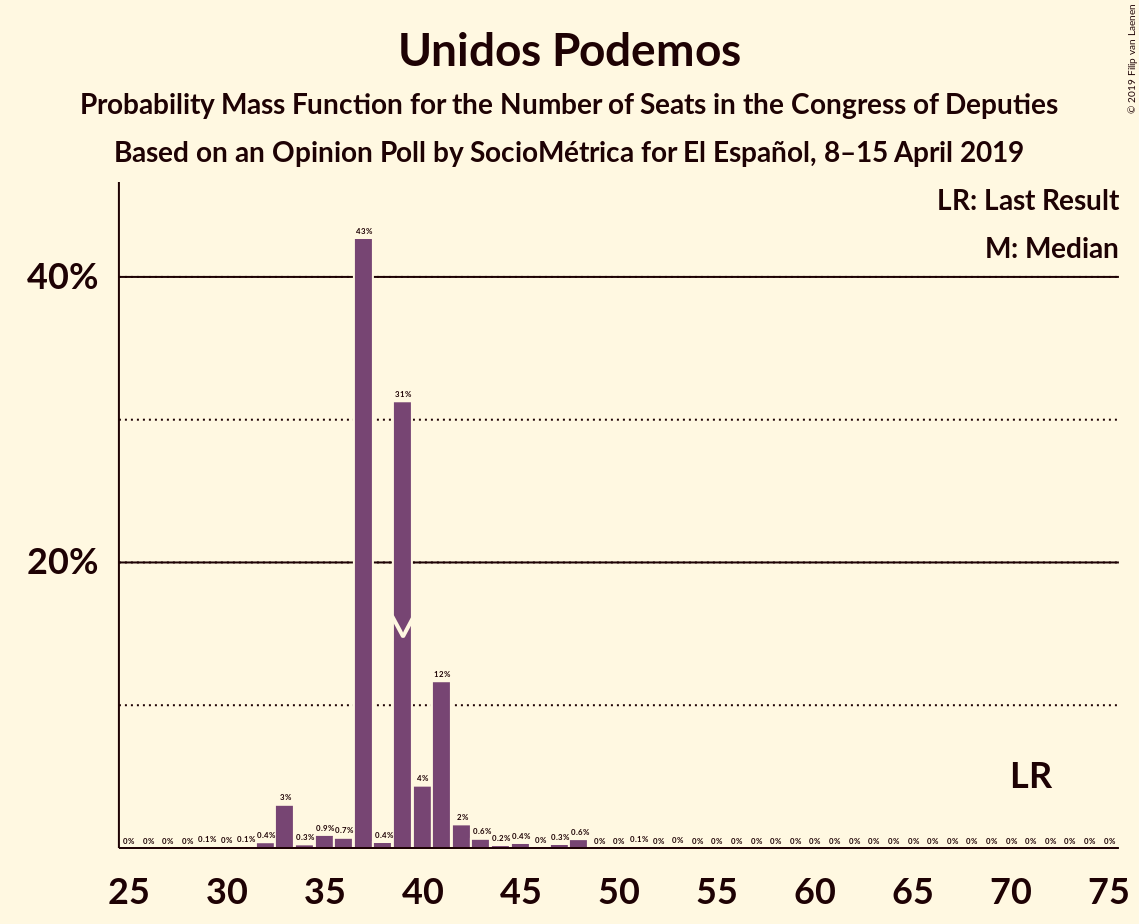 Unidos Podemos
Probability Mass Function for the Number of Seats in the Congress of Deputies
Based on an Opinion Poll by SocioMétrica for El Español, 8–15 April 2019
© 2019 Filip van Laenen
LR: Last Result
M: Median
40%
20%
0% 0% 0% 0% 0.1% 0% 0.1% 0.4% 3% 0.3% 0.9% 0.7% 43% 0.4% 31% 4% 12% 2% 0.6% 0.2% 0.4% 0% 0.3% 0.6% 0% 0% 0.1% 0% 0% 0% 0% 0% 0% 0% 0% 0% 0% 0% 0% 0% 0% 0% 0% 0% 0% 0% 0% 0% 0% 0% 0%
LR
25 30 35 40 45 50 55 60 65 70 75